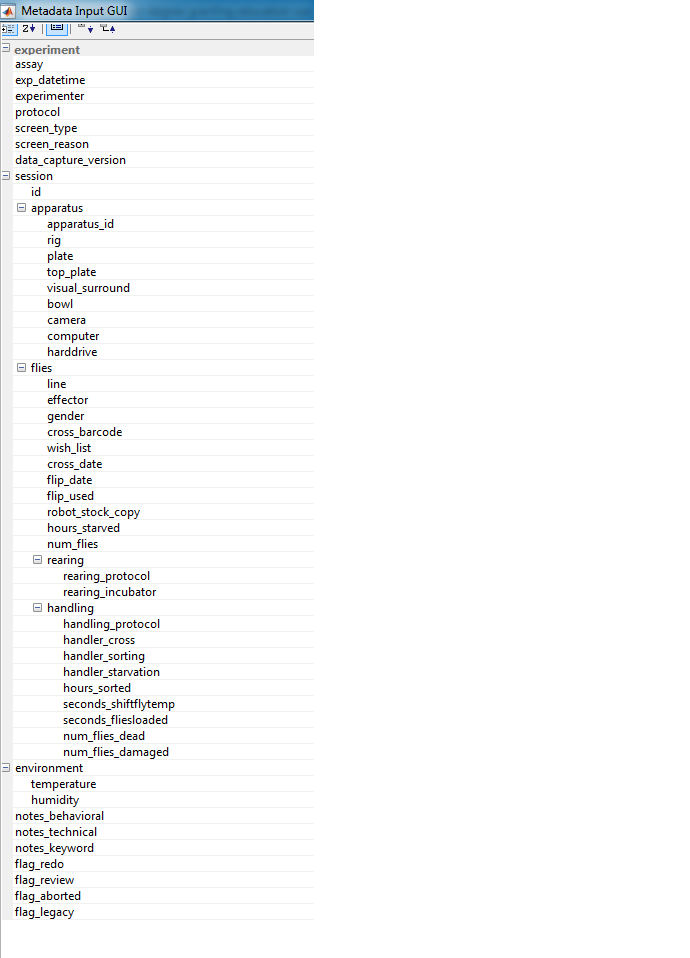 Metadata Input GUI
experiment
assay
exp_datetime
experimenter
protocol
screen_type
screen_reason
data_capture_version
session
id
apparatus
apparatus_id
rig
plate
top_plate
visual_surround
bowl
camera
computer
harddrive
flies
line
effector
gender
cross_barcode
wish_list
cross_date
flip_date
flip_used
robot_stock_copy
hours_starved
num_flies
rearing
rearing_protocol
rearing_incubator
handling
handling_protocol
handler_cross
handler_sorting
handler_starvation
hours_sorted
seconds_shiftflytemp
seconds_fliesloaded
num_flies_dead
num_flies_damaged
environment
temperature
humidity
notes_behavioral
notes_technical
notes_keyword
flag_redo
flag_review
flag_aborted
flag_legacy